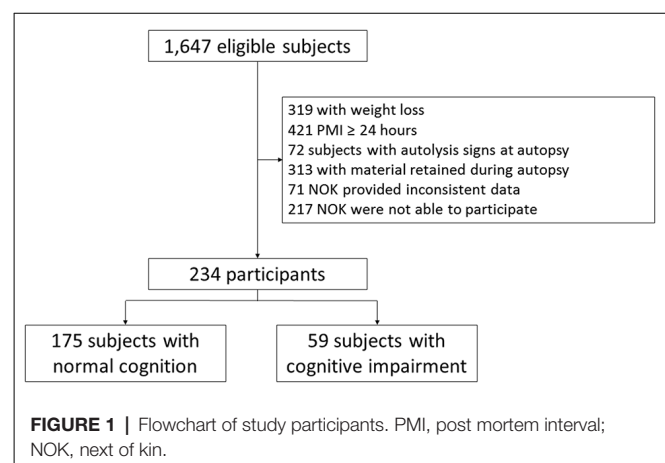 1,647 eligible subjects
319 with weight loss
421 PMI ≥ 24 hours
72 subjects with autolysis signs at autopsy
313 with material retained during autopsy
71 NOK provided inconsistent data
217 NOK were not able to participate
234 participants
175 subjects with
normal cognition
59 subjects with
cognitive impairment
FIGURE 1 | Flowchart of study participants. PMI, post mortem interval;
NOK, next of kin.